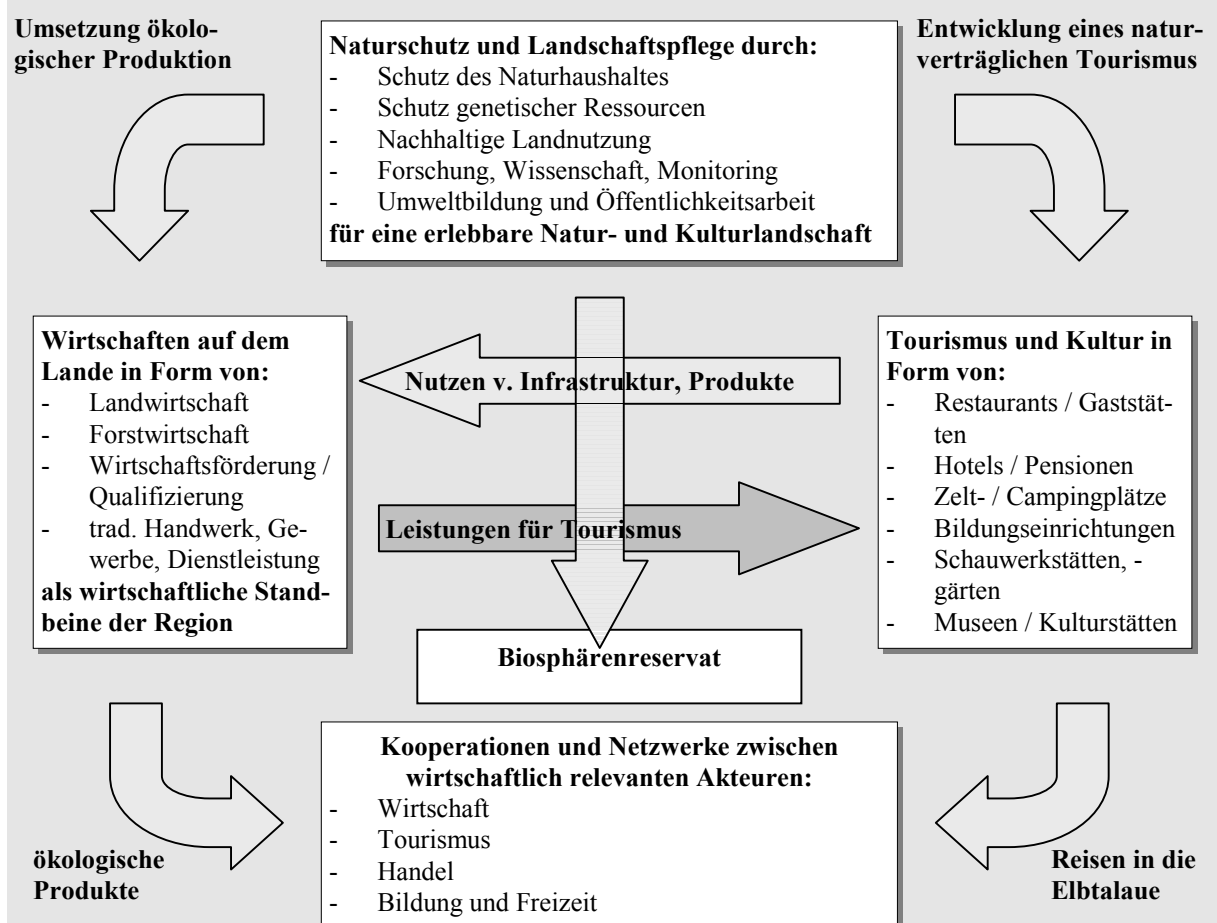 Umsetzung ökolo-
gischer Produktion
Naturschutz und Landschaftspflege durch:
- Schutz des Naturhaushaltes
- Schutz genetischer Ressourcen
- Nachhaltige Landnutzung
- Forschung, Wissenschaft, Monitoring
- Umweltbildung und Öffentlichkeitsarbeit
für eine erlebbare Natur- und Kulturlandschaft
Entwicklung eines natur-
verträglichen Tourismus
Wirtschaften auf dem
Lande in Form von:
- Landwirtschaft
- Forstwirtschaft
- Wirtschaftsförderung /
Qualifizierung
- trad. Handwerk, Ge-
werbe, Dienstleistung
als wirtschaftliche Stand-
beine der Region
Nutzen v. Infrastruktur, Produkte
Leistungen für Tourismus
Tourismus und Kultur in
Form von:
- Restaurants / Gaststät-
ten
- Hotels / Pensionen
- Zelt- / Campingplätze
- Bildungseinrichtungen
- Schauwerkstätten, -
gärten
- Museen / Kulturstätten
Biosphärenreservat
Kooperationen und Netzwerke zwischen
wirtschaftlich relevanten Akteuren:
- Wirtschaft
- Tourismus
- Handel
- Bildung und Freizeit
ökologische
Produkte
Reisen in die
Elbtalaue